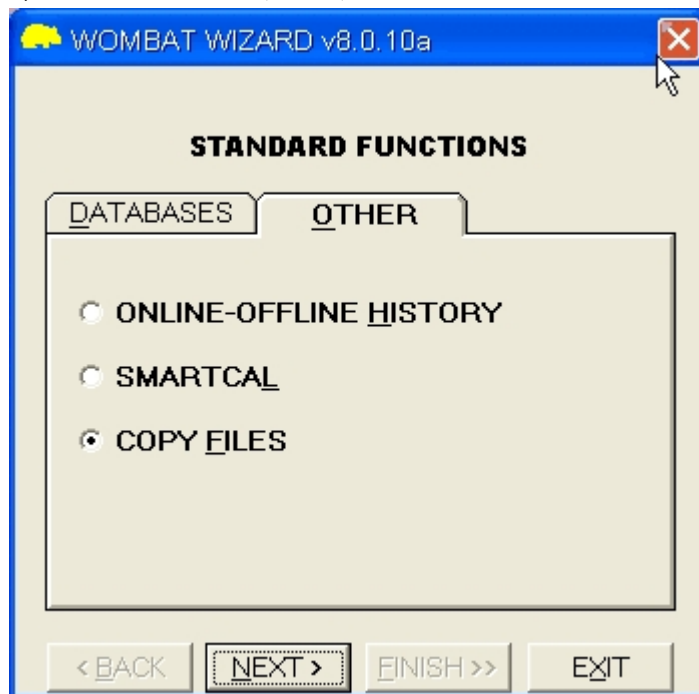 WOMBAT WIZARD v8.0.10a
STANDARD FUNCTIONS
DATABASES OTHER
ONLINE-OFFLINE HISTORY
SMARTCAL
COPY FILES
< BACK NEXT > FINISH >> EXIT